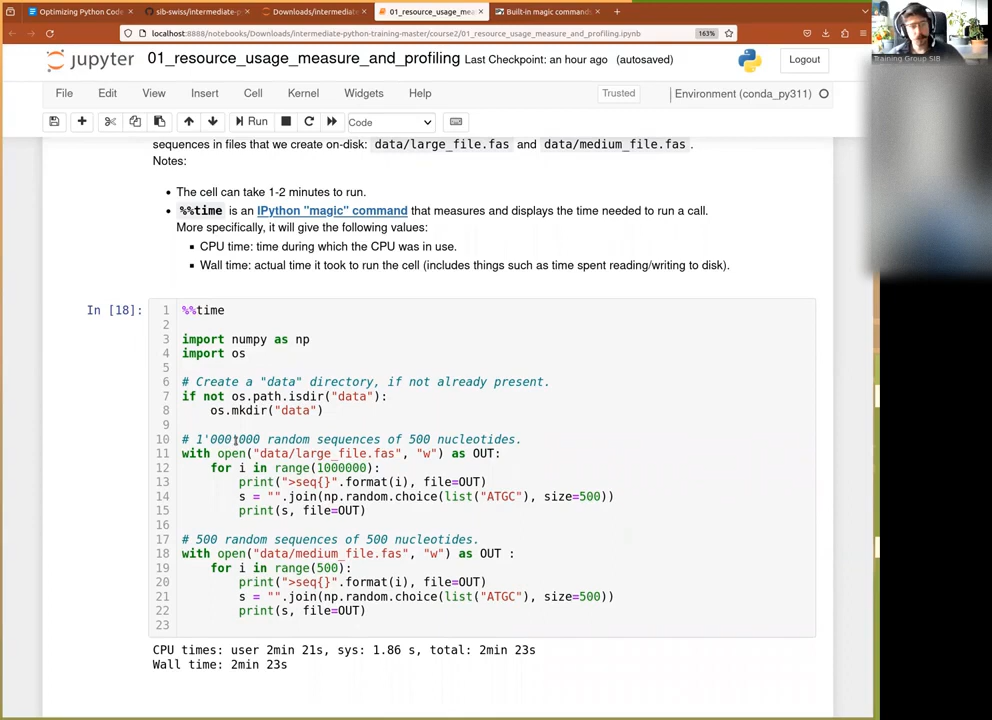 Optimizing Python Code
sib-swiss/intermediate-p
Downloads/intermediate
01_resource_usage_mea
Built-in magic command
localhost:8888/notebooks/Downloads/intermediate-python-training-master/course2/01_resource_usage_measure_and_profiling.ipynb
163%
Training Group SIB
jupyter 01_resource_usage_measure_and_profiling Last Checkpoint: an hour ago (autosaved)
Logout
File Edit View Insert Cell Kernel Widgets Help
Trusted
Environment (conda_py311)
Run
Code
sequences in files that we create on-disk: data/large_file.fas and data/medium_file.fas .
Notes:
• The cell can take 1-2 minutes to run.
• %%time is an IPython "magic" command that measures and displays the time needed to run a call.
More specifically, it will give the following values:
▪ CPU time: time during which the CPU was in use.
▪ Wall time: actual time it took to run the cell (includes things such as time spent reading/writing to disk).
In [18]:
1 %%time
2
3 import numpy as np
4 import os
5
6 # Create a "data" directory, if not already present.
7 if not os.path.isdir("data"):
8     os.mkdir("data")
9
10 # 1'000'000 random sequences of 500 nucleotides.
11 with open("data/large_file.fas", "w") as OUT:
12     for i in range(1000000):
13         print(">seq{}".format(i), file=OUT)
14         s = "".join(np.random.choice(list("ATGC"), size=500))
15         print(s, file=OUT)
16
17 # 500 random sequences of 500 nucleotides.
18 with open("data/medium_file.fas", "w") as OUT :
19     for i in range(500):
20         print(">seq{}".format(i), file=OUT)
21         s = "".join(np.random.choice(list("ATGC"), size=500))
22         print(s, file=OUT)
23
CPU times: user 2min 21s, sys: 1.86 s, total: 2min 23s
Wall time: 2min 23s